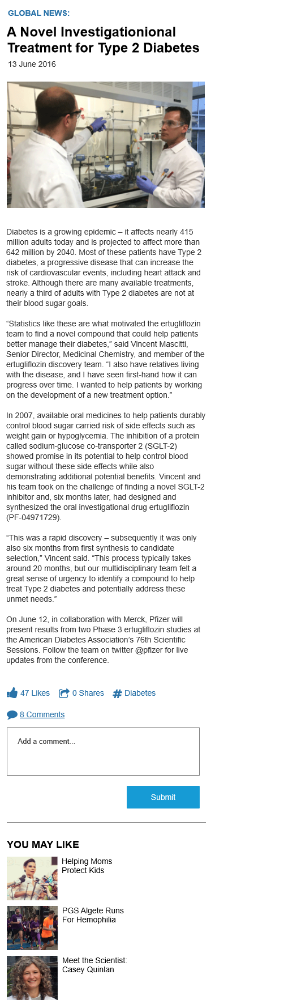 GLOBAL NEWS:
A Novel Investigationional
Treatment for Type 2 Diabetes
13 June 2016
Diabetes is a growing epidemic – it affects nearly 415
million adults today and is projected to affect more than
642 million by 2040. Most of these patients have Type 2
diabetes, a progressive disease that can increase the
risk of cardiovascular events, including heart attack and
stroke. Although there are many available treatments,
nearly a third of adults with Type 2 diabetes are not at
their blood sugar goals.
“Statistics like these are what motivated the ertugliflozin
team to find a novel compound that could help patients
better manage their diabetes,” said Vincent Mascitti,
Senior Director, Medicinal Chemistry, and member of the
ertugliflozin discovery team. “I also have relatives living
with the disease, and I have seen first-hand how it can
progress over time. I wanted to help patients by working
on the development of a new treatment option.”
In 2007, available oral medicines to help patients durably
control blood sugar carried risk of side effects such as
weight gain or hypoglycemia. The inhibition of a protein
called sodium-glucose co-transporter 2 (SGLT-2)
showed promise in its potential to help control blood
sugar without these side effects while also
demonstrating additional potential benefits. Vincent and
his team took on the challenge of finding a novel SGLT-2
inhibitor and, six months later, had designed and
synthesized the oral investigational drug ertugliflozin
(PF-04971729).
“This was a rapid discovery – subsequently it was only
also six months from first synthesis to candidate
selection,” Vincent said. “This process typically takes
around 20 months, but our multidisciplinary team felt a
great sense of urgency to identify a compound to help
treat Type 2 diabetes and potentially address these
unmet needs.”
On June 12, in collaboration with Merck, Pfizer will
present results from two Phase 3 ertugliflozin studies at
the American Diabetes Association’s 76th Scientific
Sessions. Follow the team on twitter @pfizer for live
updates from the conference.
47 Likes 0 Shares # Diabetes
8 Comments
Add a comment...
Submit
YOU MAY LIKE
Helping Moms
Protect Kids
PGS Algete Runs
For Hemophilia
Meet the Scientist:
Casey Quinlan